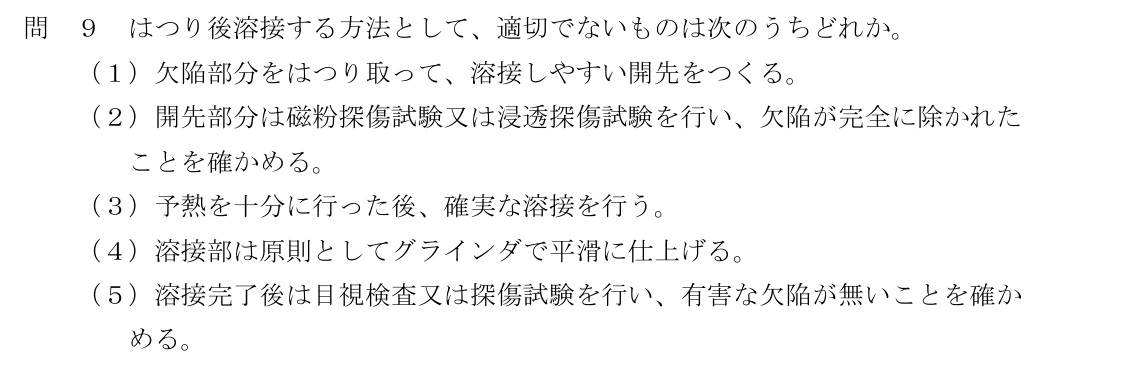 問　９　はつり後溶接する方法として、適切でないものは次のうちどれか。
（１）欠陥部分をはつり取って、溶接しやすい開先をつくる。
（２）開先部分は磁粉探傷試験又は浸透探傷試験を行い、欠陥が完全に除かれた
ことを確かめる。
（３）予熱を十分に行った後、確実な溶接を行う。
（４）溶接部は原則としてグラインダで平滑に仕上げる。
（５）溶接完了後は目視検査又は探傷試験を行い、有害な欠陥が無いことを確か
める。